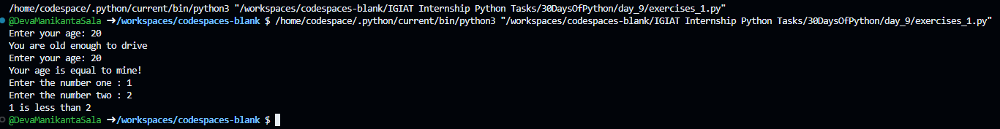 /home/codespace/.python/current/bin/python3 "/workspaces/codespaces-blank/IGIAT Internship Python Tasks/30DaysOfPython/day_9/exercises_1.py"
@DevaManikantaSala ➜/workspaces/codespaces-blank $ /home/codespace/.python/current/bin/python3 "/workspaces/codespaces-blank/IGIAT Internship Python Tasks/30DaysOfPython/day_9/exercises_1.py"
Enter your age: 20
You are old enough to drive
Enter your age: 20
Your age is equal to mine!
Enter the number one : 1
Enter the number two : 2
1 is less than 2
@DevaManikantaSala ➜/workspaces/codespaces-blank $